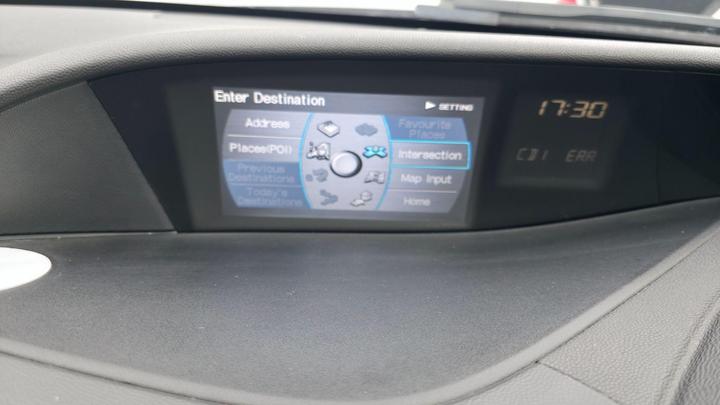 Enter Destination
▶ SETTING
Address
Places(POI)
Previous
Destinations
Today's
Destinations
Favourite
Places
Intersection
Map Input
Home
17:30
CD1 ERR